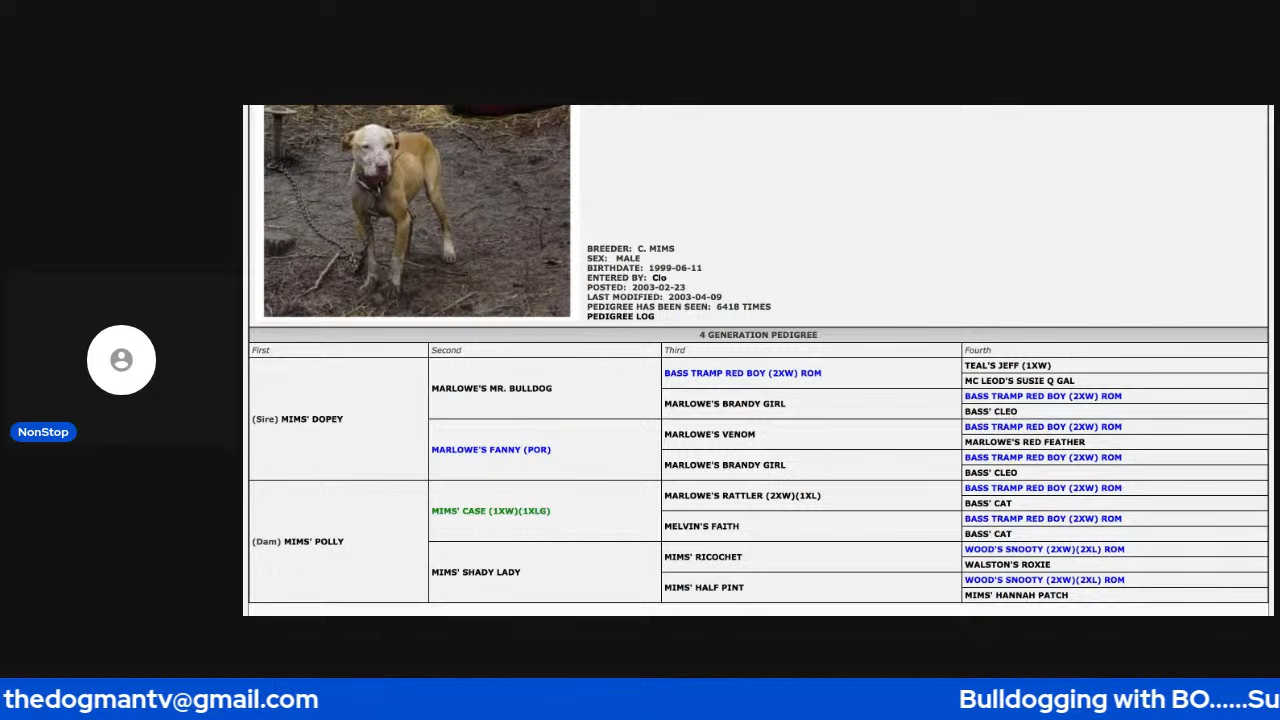 BREEDER: C. MIMS
SEX: MALE
BIRTHDATE: 1999-06-11
ENTERED BY: Clo
POSTED: 2003-02-23
LAST MODIFIED: 2003-04-09
PEDIGREE HAS BEEN SEEN: 6418 TIMES
PEDIGREE LOG
4 GENERATION PEDIGREE
First Second Third Fourth
(Sire) MIMS' DOPEY
MARLOWE'S MR. BULLDOG
BASS TRAMP RED BOY (2XW) ROM
TEAL'S JEFF (1XW)
MC LEOD'S SUSIE Q GAL
MARLOWE'S BRANDY GIRL
BASS TRAMP RED BOY (2XW) ROM
BASS' CLEO
MARLOWE'S FANNY (POR)
MARLOWE'S VENOM
BASS TRAMP RED BOY (2XW) ROM
MARLOWE'S RED FEATHER
MARLOWE'S BRANDY GIRL
BASS TRAMP RED BOY (2XW) ROM
BASS' CLEO
(Dam) MIMS' POLLY
MIMS' CASE (1XW)(1XLG)
MARLOWE'S RATTLER (2XW)(1XL)
BASS TRAMP RED BOY (2XW) ROM
BASS' CAT
MELVIN'S FAITH
BASS TRAMP RED BOY (2XW) ROM
BASS' CAT
MIMS' SHADY LADY
MIMS' RICOCHET
WOOD'S SNOOTY (2XW)(2XL) ROM
WALSTON'S ROXIE
MIMS' HALF PINT
WOOD'S SNOOTY (2XW)(2XL) ROM
MIMS' HANNAH PATCH
NonStop
thedogmantv@gmail.com Bulldogging with BO......Su